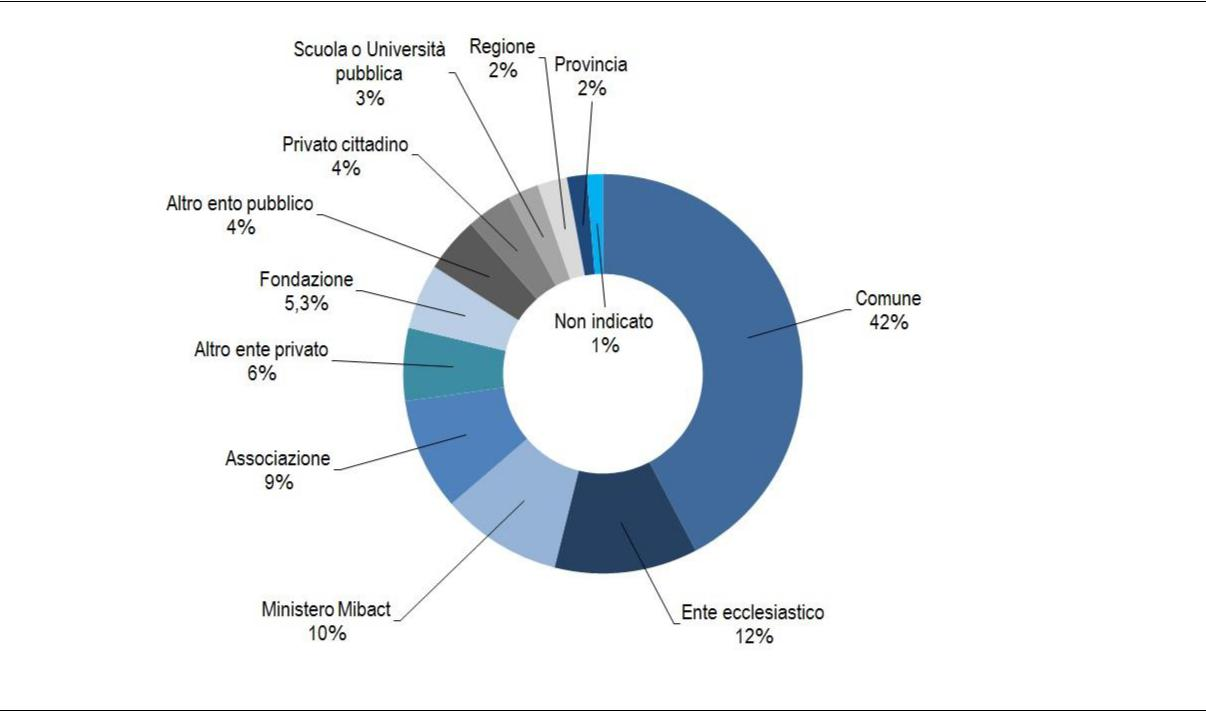 Scuola o Università
pubblica
3%
Regione
2%
Provincia
2%
Privato cittadino
4%
Altro ento pubblico
4%
Fondazione
5,3%
Altro ente privato
6%
Associazione
9%
Ministero Mibact
10%
Ente ecclesiastico
12%
Comune
42%
Non indicato
1%